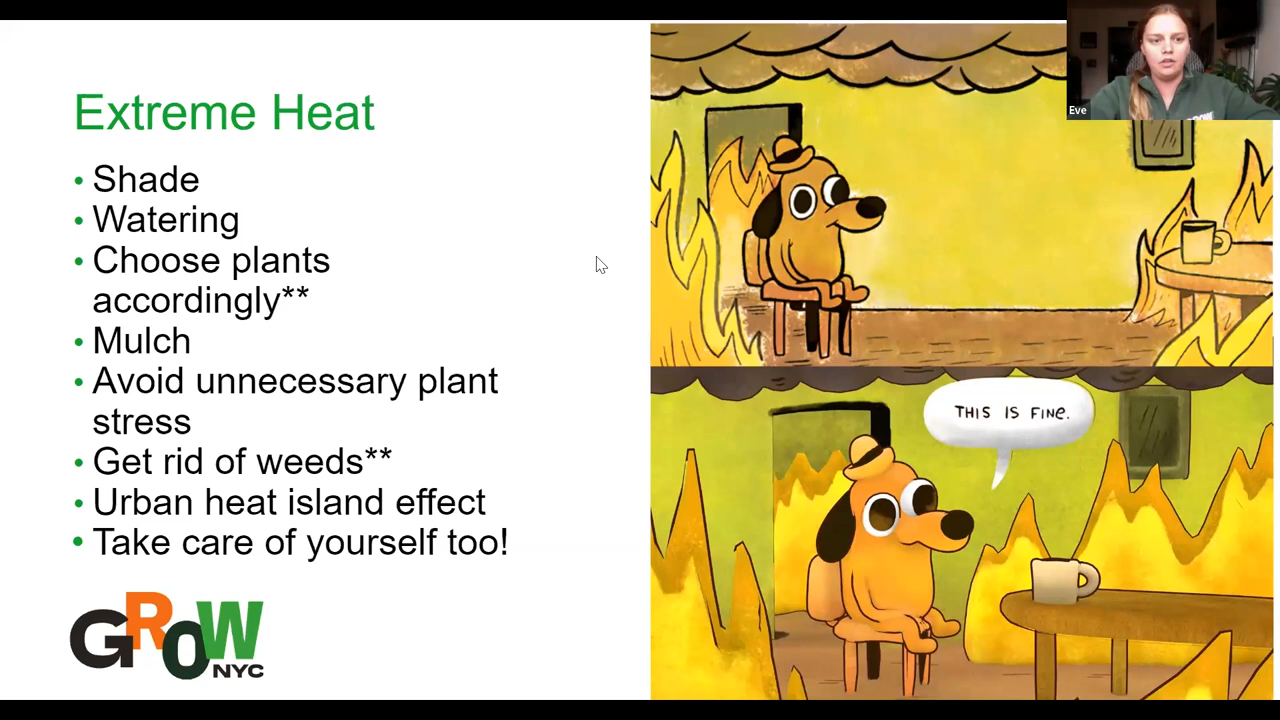 Extreme Heat
• Shade
• Watering
• Choose plants
accordingly**
• Mulch
• Avoid unnecessary plant
stress
• Get rid of weeds**
• Urban heat island effect
• Take care of yourself too!
GROW
NYC
THIS IS FINE.
Eve